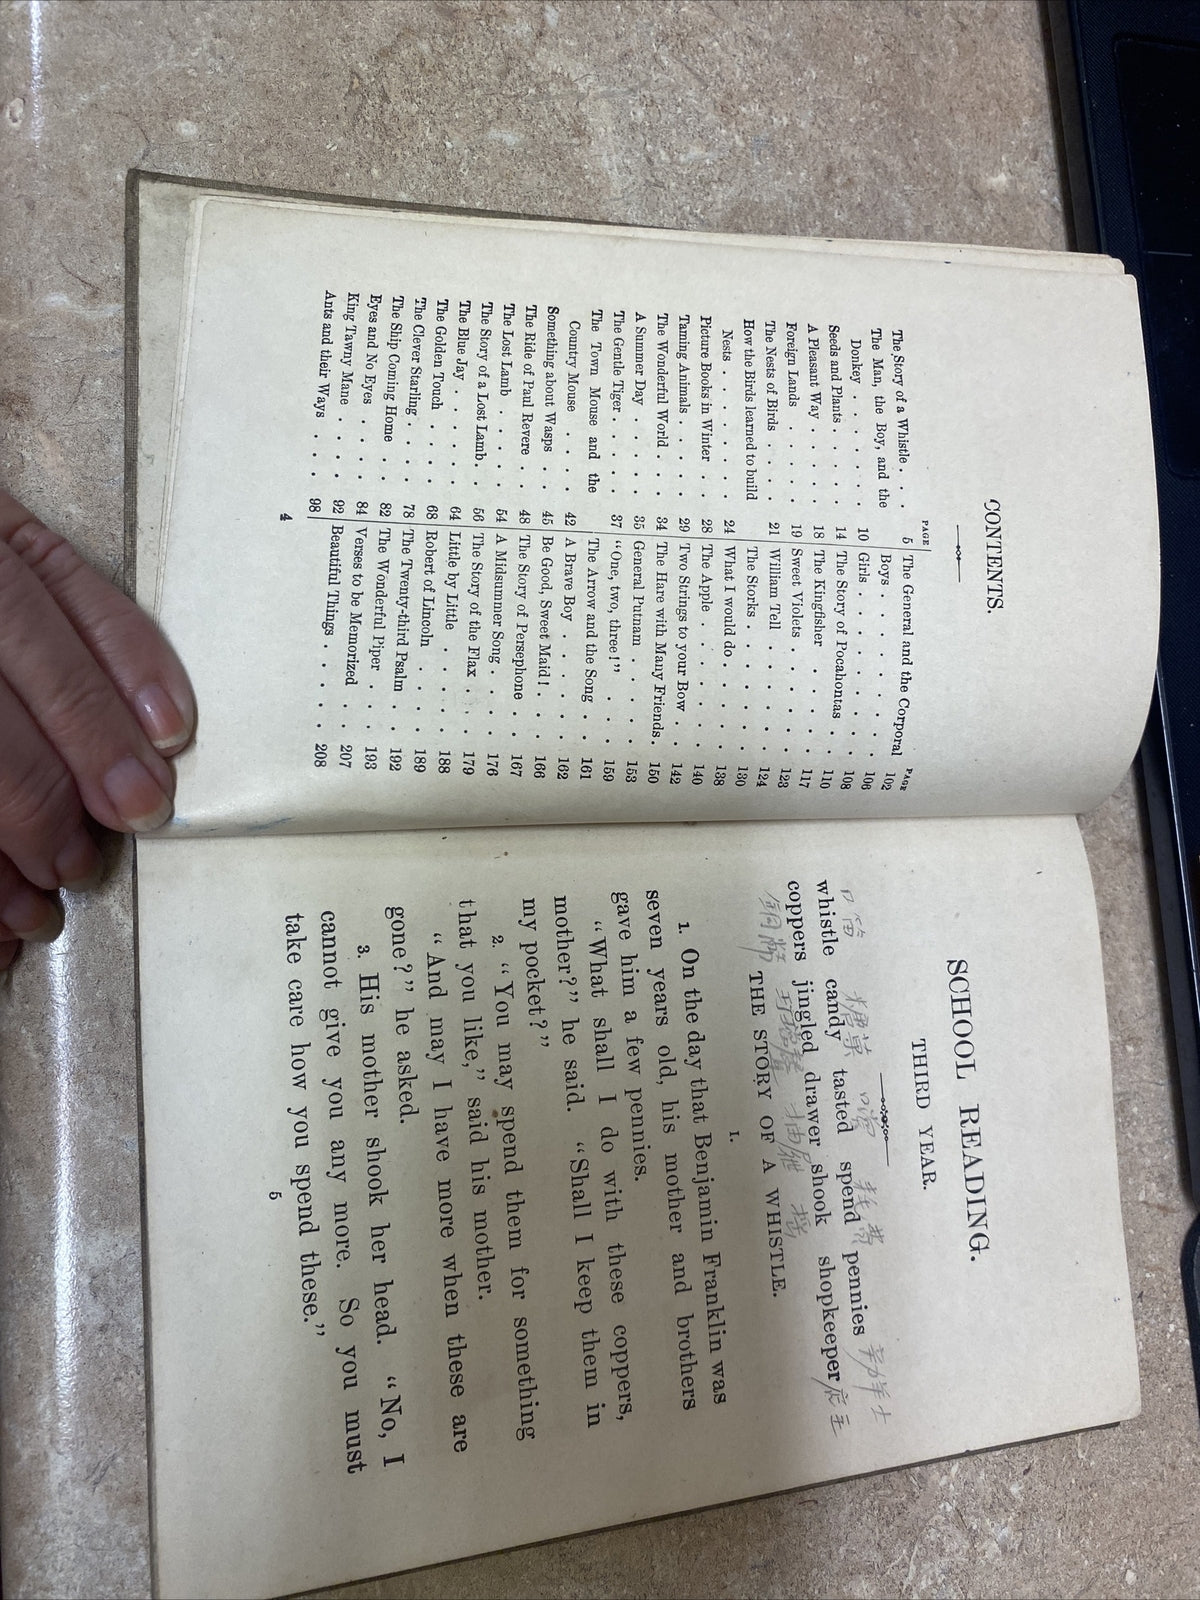 CONTENTS.
PAGE
The Story of a Whistle . . . 5
The Man, the Boy, and the
Donkey . . . . . . 10
Seeds and Plants . . . . . 14
A Pleasant Way . . . . . 18
Foreign Lands . . . . . 19
The Nests of Birds . . . . 21
How the Birds learned to build
Nests . . . . . . . 24
Picture Books in Winter . . 28
Taming Animals . . . . . 29
The Wonderful World . . . 34
A Summer Day . . . . . 35
The Gentle Tiger . . . . . 37
The Town Mouse and the
Country Mouse . . . . 42
Something about Wasps . . 45
The Ride of Paul Revere . . 48
The Lost Lamb . . . . . 54
The Story of a Lost Lamb . . 56
The Blue Jay . . . . . . 64
The Golden Touch . . . . 68
The Clever Starling . . . . 78
The Ship Coming Home . . 82
Eyes and No Eyes . . . . 84
King Tawny Mane . . . . 92
Ants and their Ways . . . 98
PAGE
The General and the Corporal 102
Boys . . . . . . . . 106
Girls . . . . . . . . 108
The Story of Pocahontas . . 110
The Kingfisher . . . . . 117
Sweet Violets . . . . . 123
William Tell . . . . . . 124
The Storks . . . . . . 130
What I would do . . . . . 138
The Apple . . . . . . . 140
Two Strings to your Bow . . 142
The Hare with Many Friends . 150
General Putnam . . . . . 153
"One, two, three!" . . . . 159
The Arrow and the Song . . 161
A Brave Boy . . . . . . 162
Be Good, Sweet Maid! . . . 166
The Story of Persephone . . 167
A Midsummer Song . . . . 176
The Story of the Flax . . . 179
Little by Little . . . . . 188
Robert of Lincoln . . . . 189
The Twenty-third Psalm . . 192
The Wonderful Piper . . . 193
Verses to be Memorized . . 207
Beautiful Things . . . . . 208
4
SCHOOL READING.
THIRD YEAR.
口笛 糖菓 嚐 耗費 辨士
whistle candy tasted spend pennies
coppers jingled drawer shook shopkeeper 店主
銅幣 抽屜 搖
THE STORY OF A WHISTLE.
I.
1. On the day that Benjamin Franklin was
seven years old, his mother and brothers
gave him a few pennies.
"What shall I do with these coppers,
mother?" he said. "Shall I keep them in
my pocket?"
2. "You may spend them for something
that you like," said his mother.
"And may I have more when these are
gone?" he asked.
3. His mother shook her head. "No, I
cannot give you any more. So you must
take care how you spend these."
5